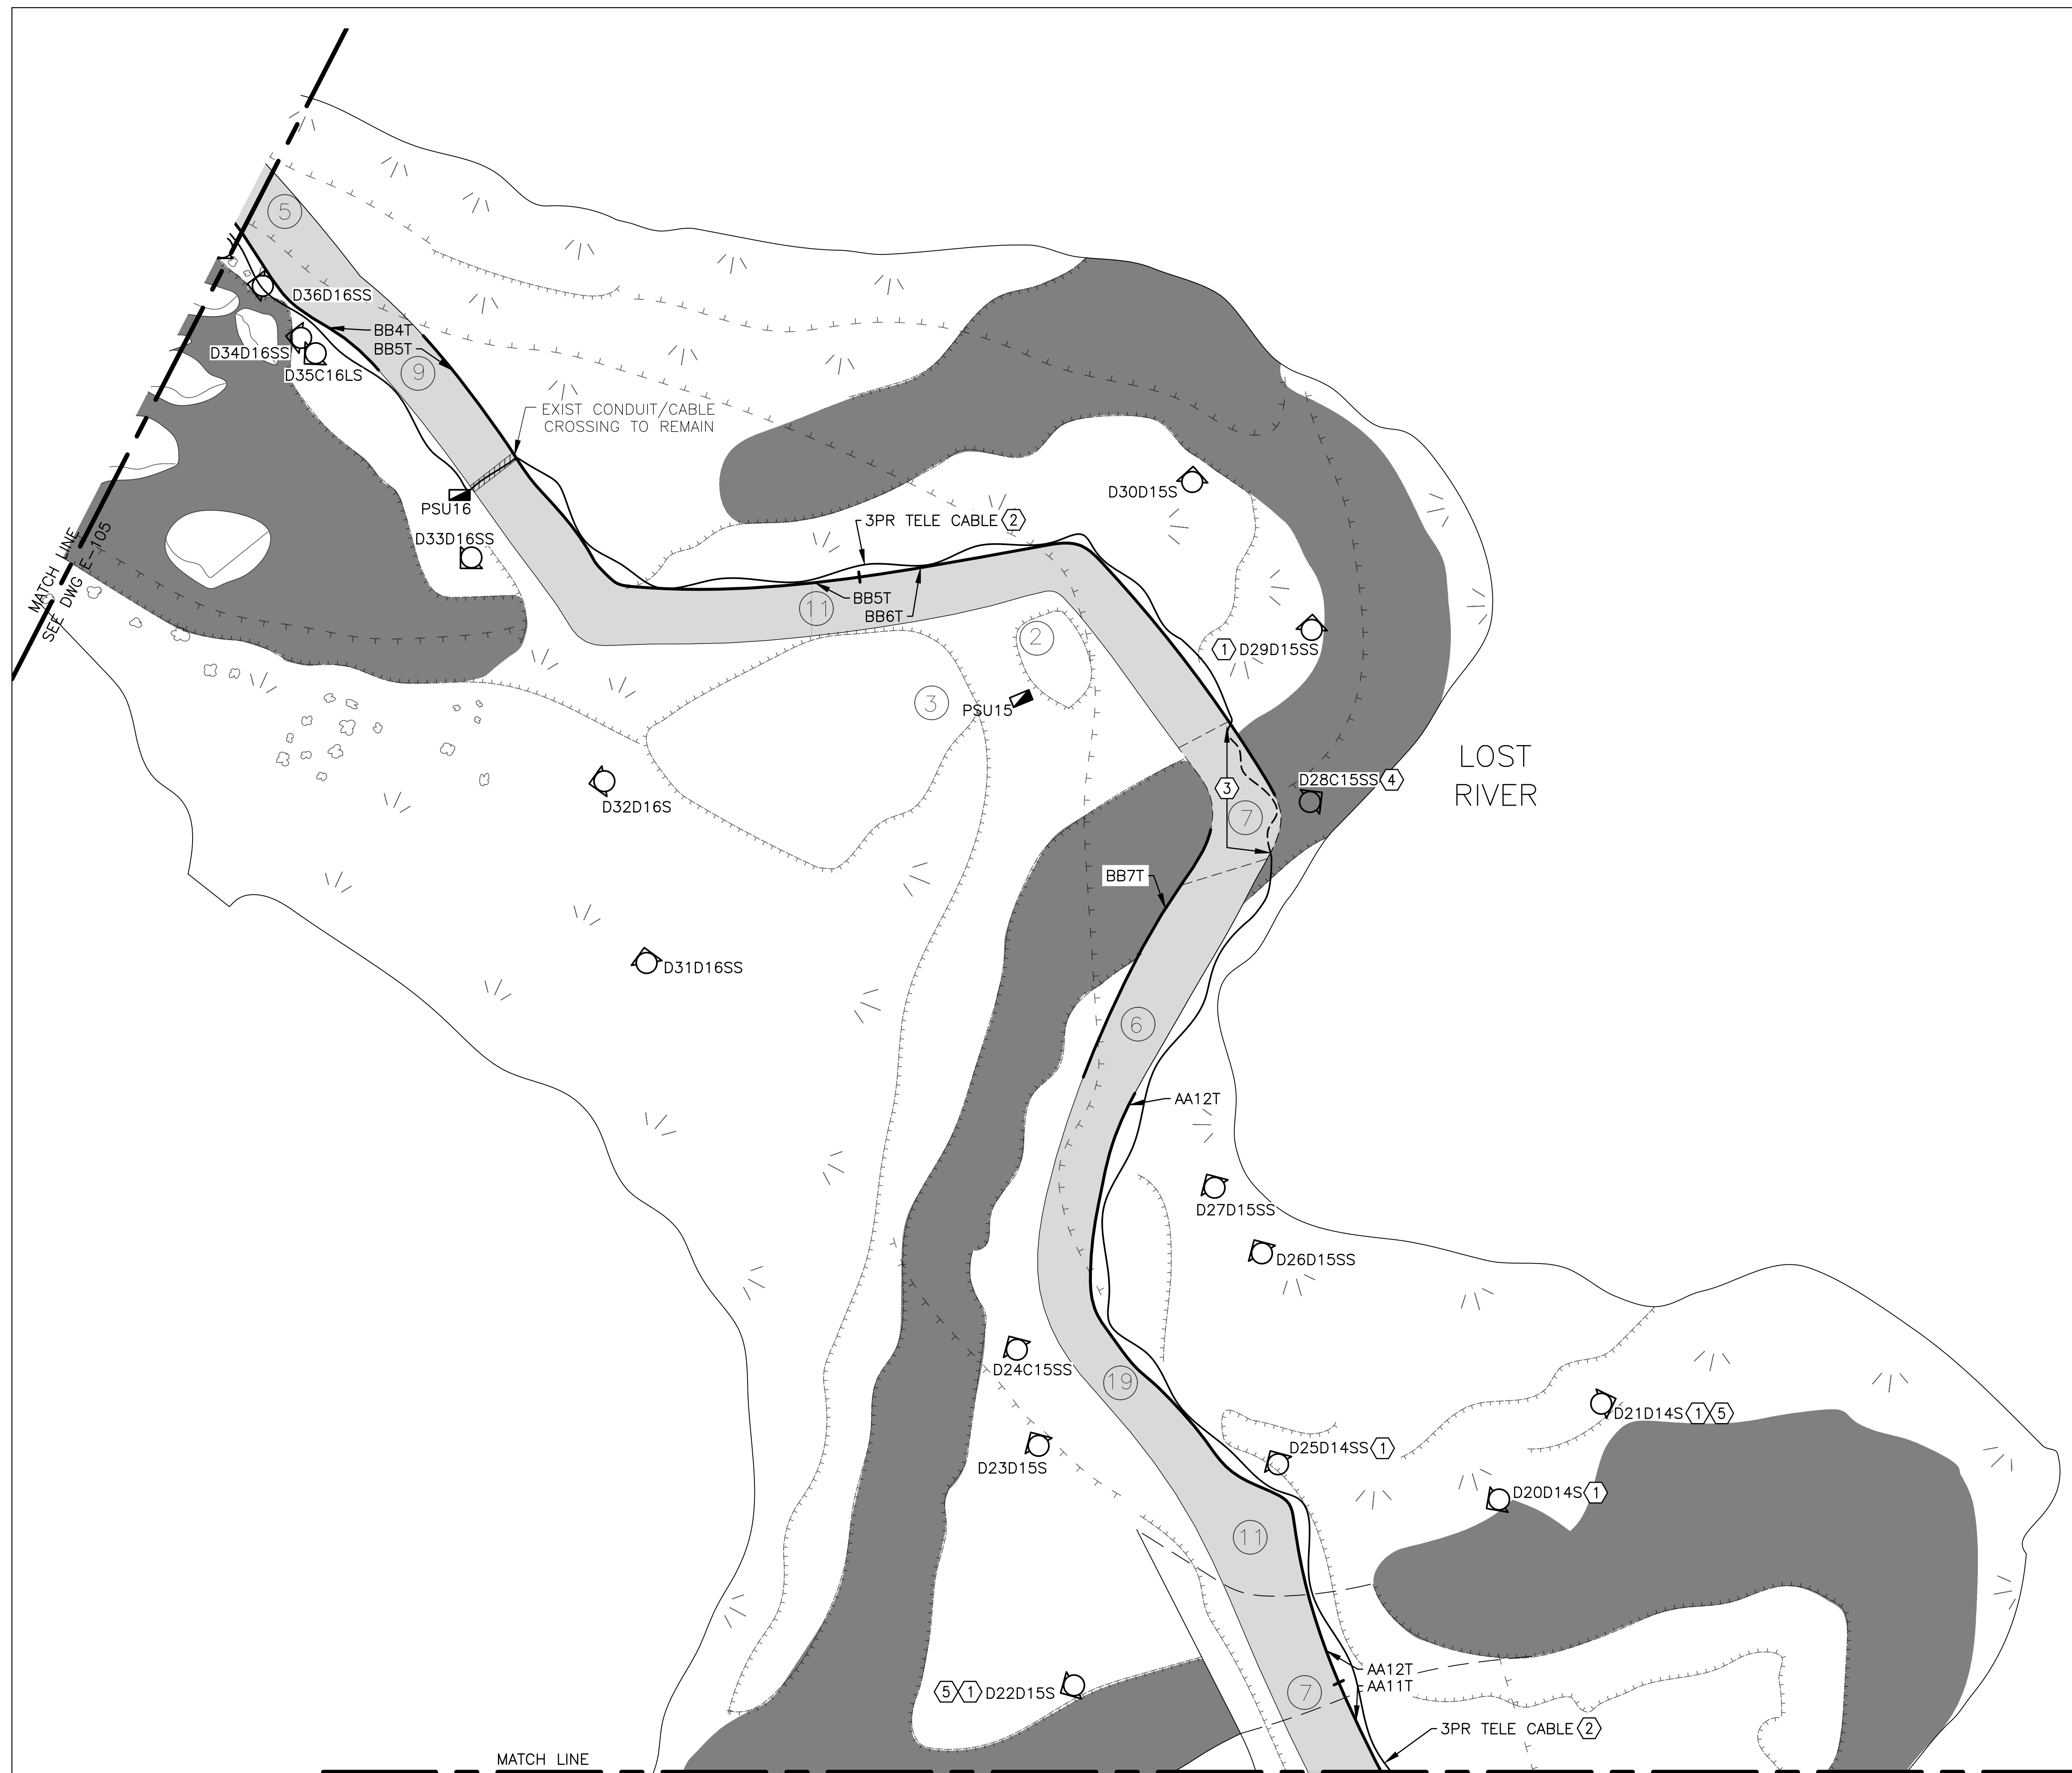 5
D36D16SS
BB4T
D34D16SS
BB5T
D35C16LS
9
EXIST CONDUIT/CABLE
CROSSING TO REMAIN
D30D15S
PSU16
3PR TELE CABLE 2
D33D16SS
MATCH LINE
SEE DWG E-105
BB5T
11
BB6T
2
1 D29D15SS
3
PSU15
LOST
RIVER
D28C15SS 4
3
7
D32D16S
BB7T
D31D16SS
6
AA12T
D27D15SS
D26D15SS
D24C15SS
19
D21D14S 1 5
D25D14SS 1
D23D15S
D20D14S 1
11
AA12T
AA11T
5 1 D22D15S
7
3PR TELE CABLE 2
MATCH LINE